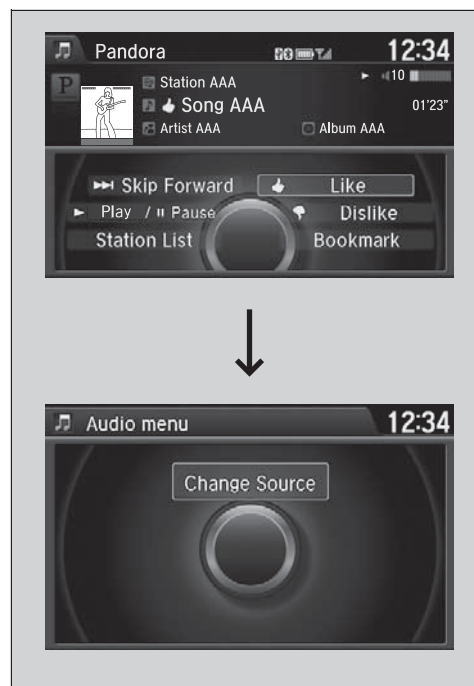 Pandora 12:34
P Station AAA 10
Song AAA 01'23"
Artist AAA Album AAA
Skip Forward Like
Play / Pause Dislike
Station List Bookmark
Audio menu 12:34
Change Source